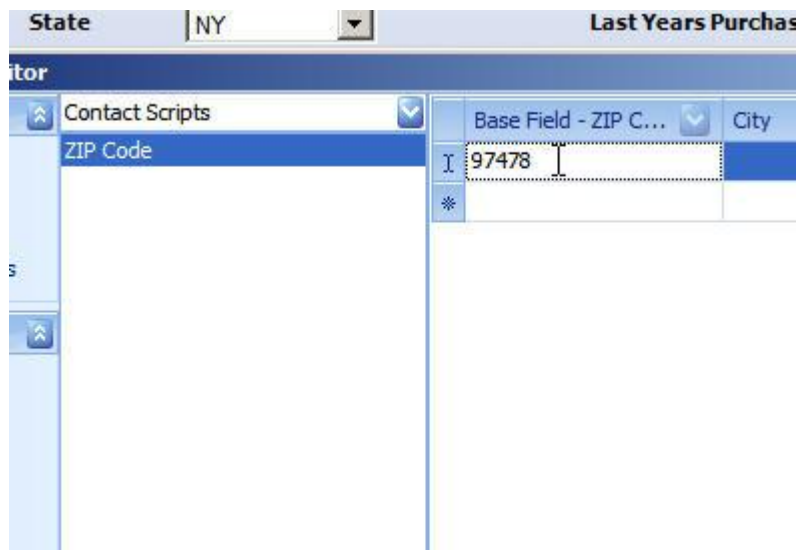 State NY Last Years Purchas
itor
Contact Scripts Base Field - ZIP C... City
ZIP Code 97478
s